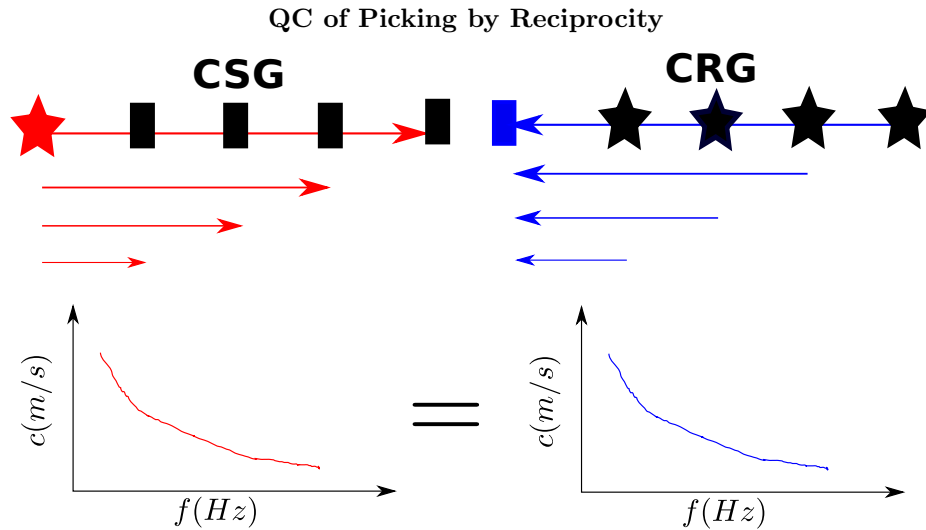 QC of Picking by Reciprocity
CSG
CRG
c(m/s)
f(Hz)
=
c(m/s)
f(Hz)